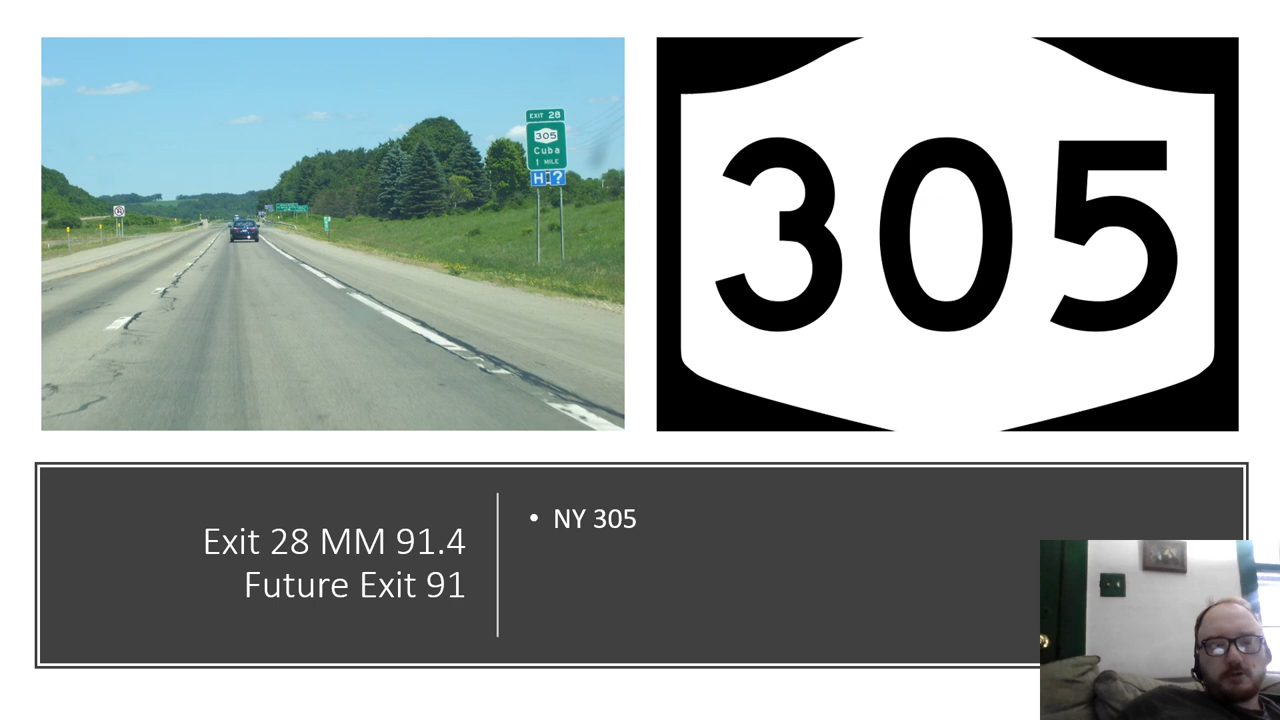 EXIT 28
305
Cuba
1 MILE
H ?
305
Exit 28 MM 91.4
Future Exit 91
• NY 305